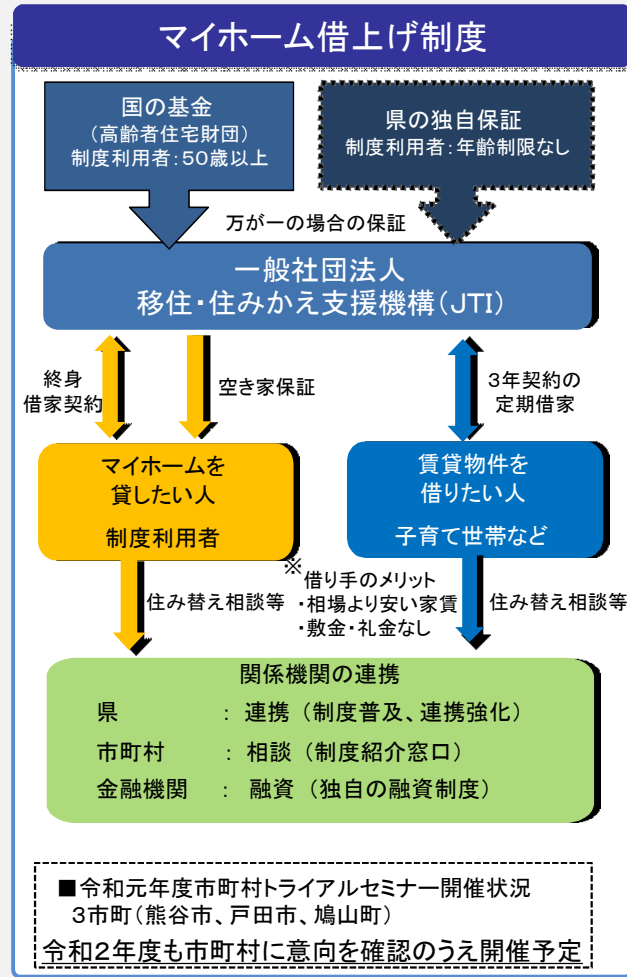 マイホーム借上げ制度
国の基金
（高齢者住宅財団）
制度利用者：50歳以上
県の独自保証
制度利用者：年齢制限なし
万が一の場合の保証
一般社団法人
移住・住みかえ支援機構（JTI）
終身
借家契約
空き家保証
3年契約の
定期借家
マイホームを
貸したい人
制度利用者
賃貸物件を
借りたい人
子育て世帯など
住み替え相談等
※
借り手のメリット
・相場より安い家賃
・敷金・礼金なし
住み替え相談等
関係機関の連携
県　　　：連携（制度普及、連携強化）
市町村　：相談（制度紹介窓口）
金融機関：融資（独自の融資制度）
■令和元年度市町村トライアルセミナー開催状況
3市町（熊谷市、戸田市、鳩山町）
令和2年度も市町村に意向を確認のうえ開催予定